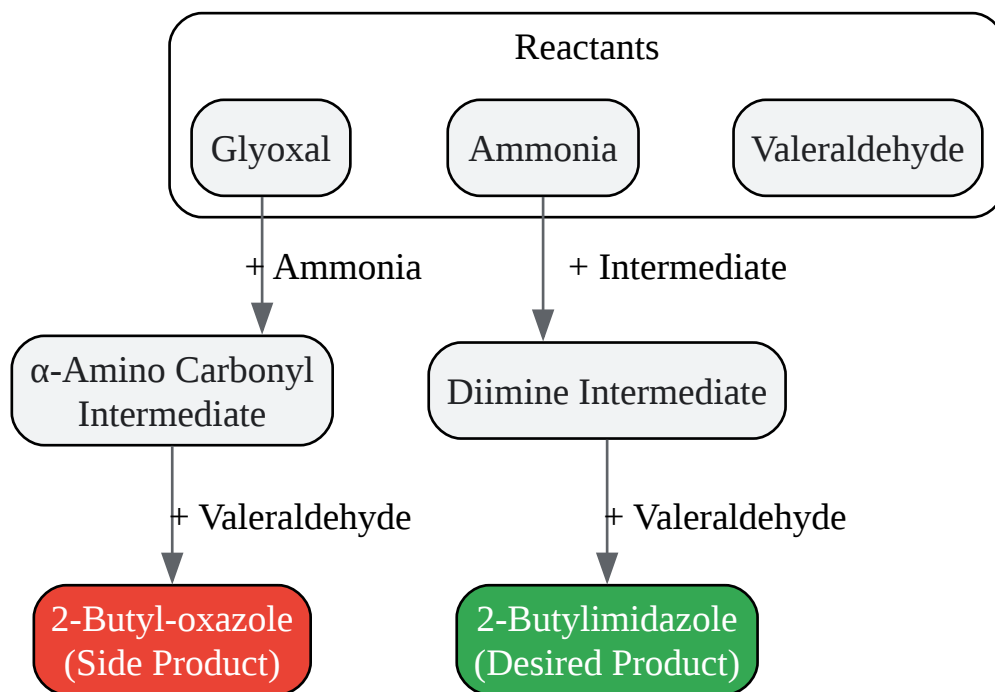 Reactants
Glyoxal
Ammonia
Valeraldehyde
+ Ammonia
+ Intermediate
α-Amino Carbonyl
Intermediate
Diimine Intermediate
+ Valeraldehyde
+ Valeraldehyde
2-Butyl-oxazole
(Side Product)
2-Butylimidazole
(Desired Product)